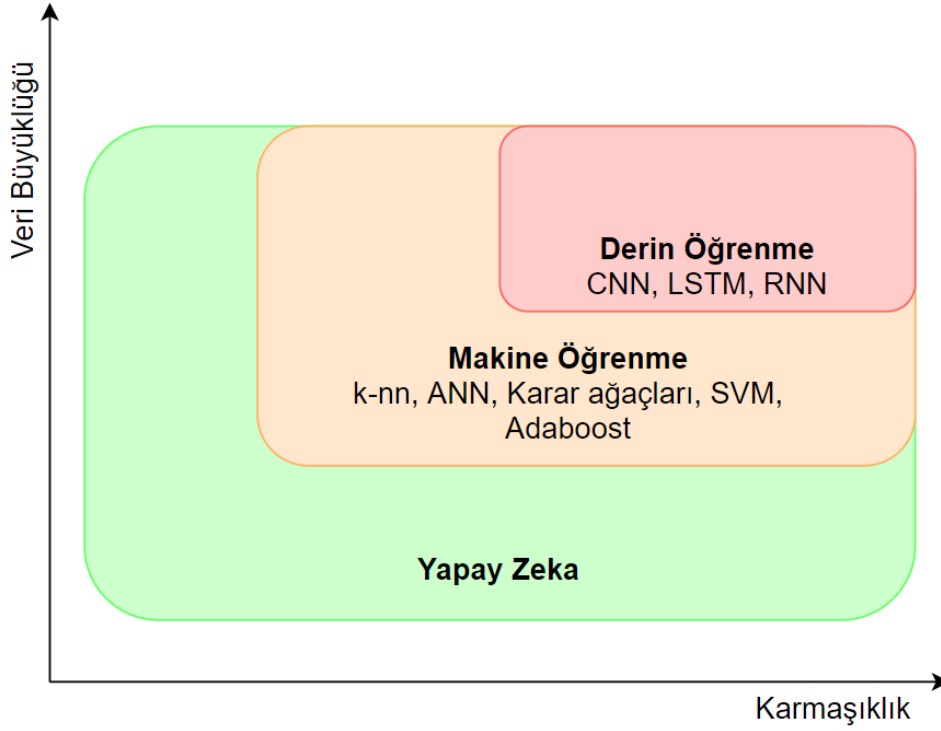 Veri Büyüklüğü
Derin Öğrenme
CNN, LSTM, RNN
Makine Öğrenme
k-nn, ANN, Karar ağaçları, SVM,
Adaboost
Yapay Zeka
Karmaşıklık